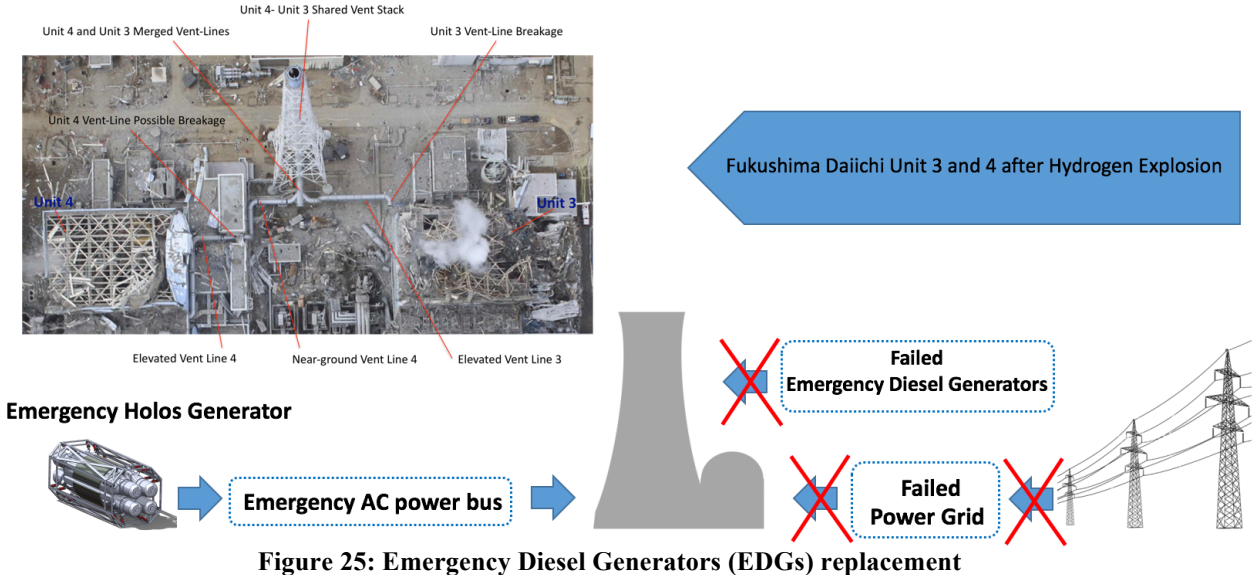 Unit 4- Unit 3 Shared Vent Stack
Unit 4 and Unit 3 Merged Vent-Lines
Unit 3 Vent-Line Breakage
Unit 4 Vent-Line Possible Breakage
Unit 4
Unit 3
Elevated Vent Line 4
Near-ground Vent Line 4
Elevated Vent Line 3
Fukushima Daiichi Unit 3 and 4 after Hydrogen Explosion
Failed
Emergency Diesel Generators
Emergency Holos Generator
Emergency AC power bus
Failed
Power Grid
Figure 25: Emergency Diesel Generators (EDGs) replacement